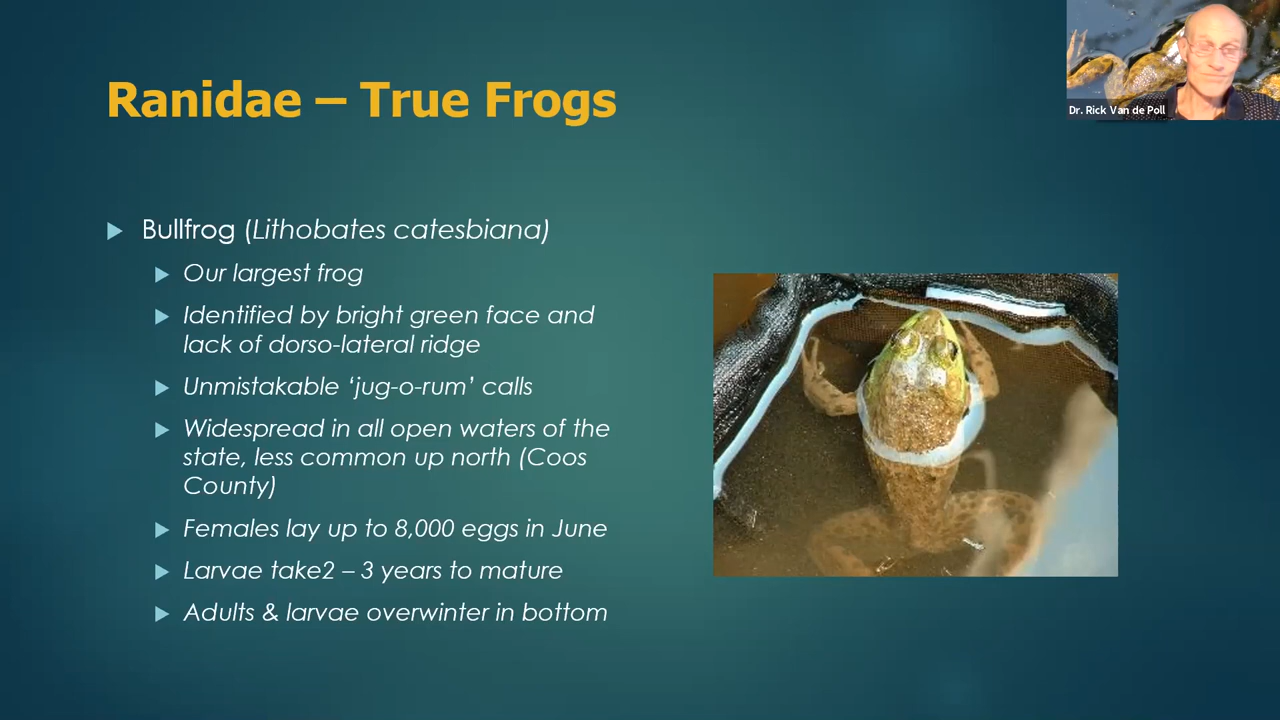 Ranidae – True Frogs
Dr. Rick Van de Poll
Bullfrog (Lithobates catesbiana)
Our largest frog
Identified by bright green face and
lack of dorso-lateral ridge
Unmistakable ‘jug-o-rum’ calls
Widespread in all open waters of the
state, less common up north (Coos
County)
Females lay up to 8,000 eggs in June
Larvae take2 – 3 years to mature
Adults & larvae overwinter in bottom